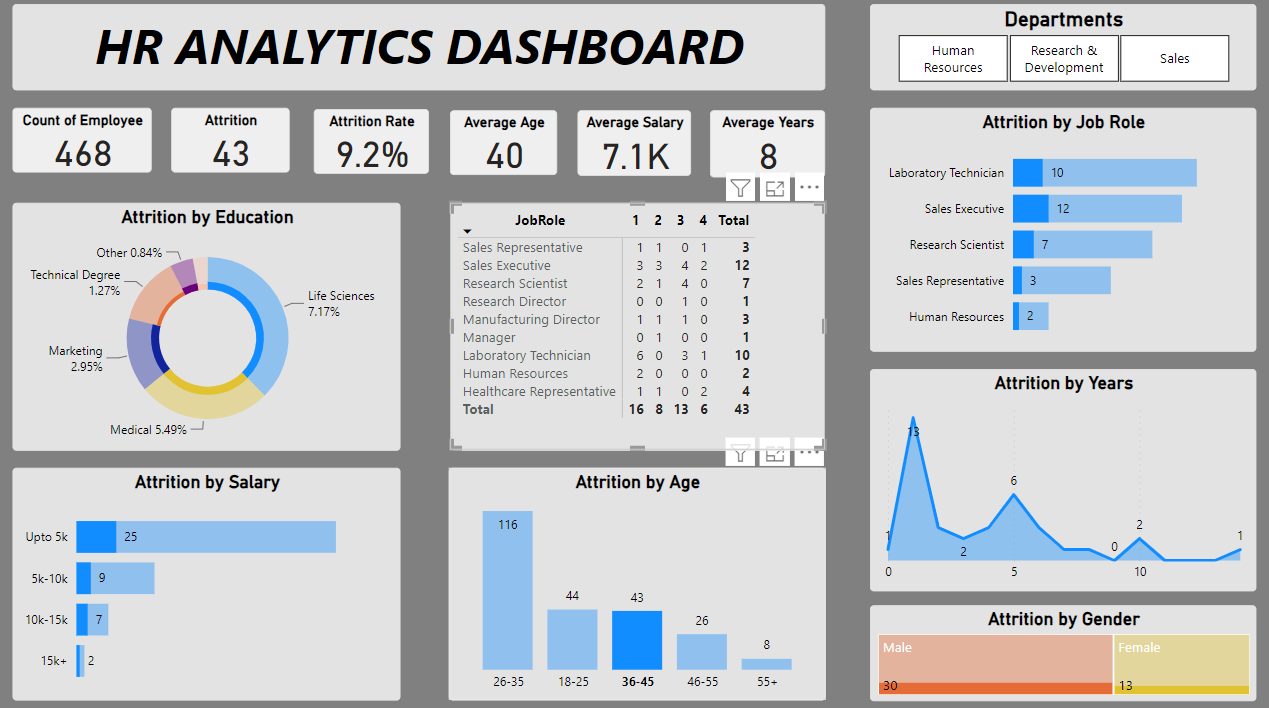 HR ANALYTICS DASHBOARD
Departments
Human
Resources
Research &
Development
Sales
Count of Employee
468
Attrition
43
Attrition Rate
9.2%
Average Age
40
Average Salary
7.1K
Average Years
8
Attrition by Education
Other 0.84%
Technical Degree
1.27%
Life Sciences
7.17%
Marketing
2.95%
Medical 5.49%
JobRole 1 2 3 4 Total
Sales Representative 1 1 0 1 3
Sales Executive 3 3 4 2 12
Research Scientist 2 1 4 0 7
Research Director 0 0 1 0 1
Manufacturing Director 1 1 1 0 3
Manager 0 1 0 0 1
Laboratory Technician 6 0 3 1 10
Human Resources 2 0 0 0 2
Healthcare Representative 1 1 0 2 4
Total 16 8 13 6 43
Attrition by Job Role
Laboratory Technician 10
Sales Executive 12
Research Scientist 7
Sales Representative 3
Human Resources 2
Attrition by Salary
Upto 5k 25
5k-10k 9
10k-15k 7
15k+ 2
Attrition by Age
116
44
43
26
8
26-35 18-25 36-45 46-55 55+
Attrition by Years
13
6
1
2
0
2
1
0 5 10
Attrition by Gender
Male
30
Female
13